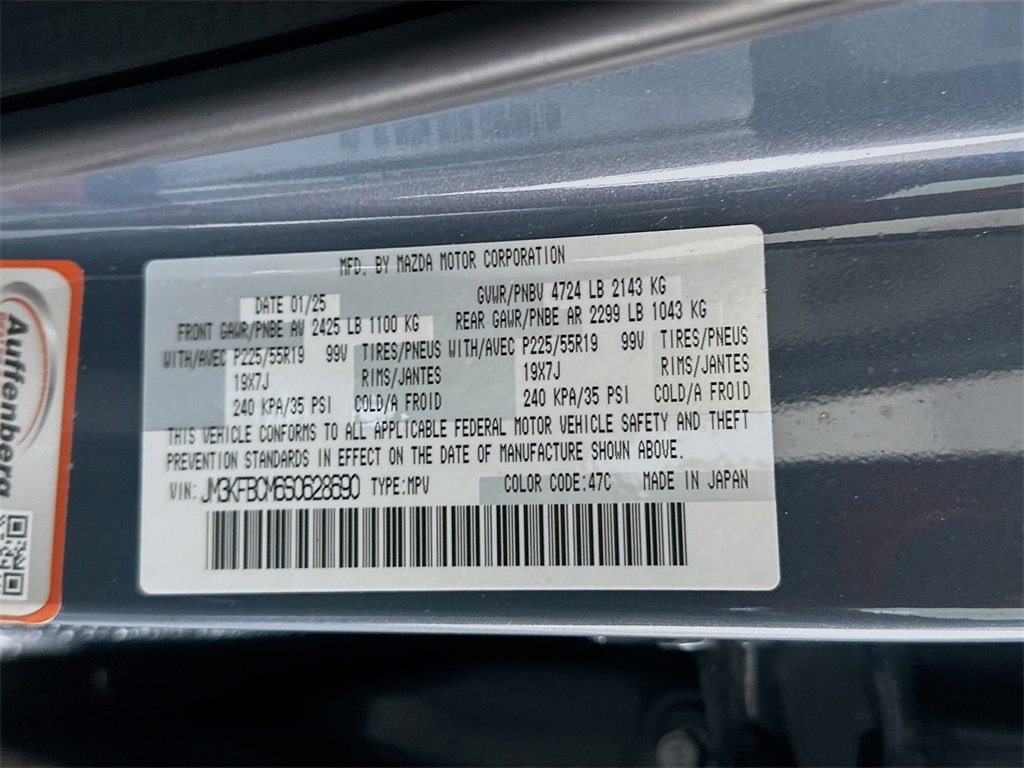 MFD. BY MAZDA MOTOR CORPORATION
DATE 01/25 GVWR/PNBV 4724 LB 2143 KG
FRONT GAWR/PNBE AV 2425 LB 1100 KG REAR GAWR/PNBE AR 2299 LB 1043 KG
WITH/AVEC P225/55R19 99V TIRES/PNEUS WITH/AVEC P225/55R19 99V TIRES/PNEUS
19X7J RIMS/JANTES 19X7J RIMS/JANTES
240 KPA/35 PSI COLD/A FROID 240 KPA/35 PSI COLD/A FROID
THIS VEHICLE CONFORMS TO ALL APPLICABLE FEDERAL MOTOR VEHICLE SAFETY AND THEFT
PREVENTION STANDARDS IN EFFECT ON THE DATE OF MANUFACTURE SHOWN ABOVE.
VIN: JM3KFBCM6S0628690 TYPE:MPV COLOR CODE:47C MADE IN JAPAN
Auffenberg